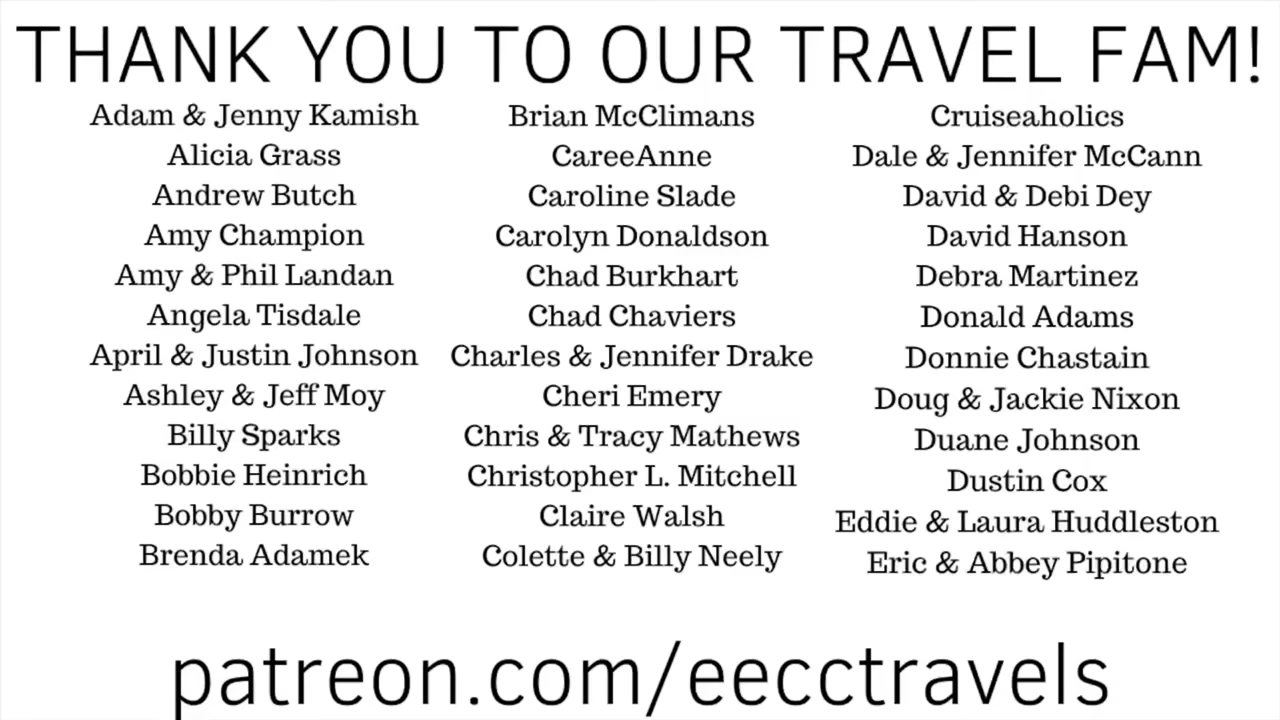 THANK YOU TO OUR TRAVEL FAM!
Adam & Jenny Kamish
Alicia Grass
Andrew Butch
Amy Champion
Amy & Phil Landan
Angela Tisdale
April & Justin Johnson
Ashley & Jeff Moy
Billy Sparks
Bobbie Heinrich
Bobby Burrow
Brenda Adamek
Brian McClimans
CareeAnne
Caroline Slade
Carolyn Donaldson
Chad Burkhart
Chad Chaviers
Charles & Jennifer Drake
Cheri Emery
Chris & Tracy Mathews
Christopher L. Mitchell
Claire Walsh
Colette & Billy Neely
Cruiseaholics
Dale & Jennifer McCann
David & Debi Dey
David Hanson
Debra Martinez
Donald Adams
Donnie Chastain
Doug & Jackie Nixon
Duane Johnson
Dustin Cox
Eddie & Laura Huddleston
Eric & Abbey Pipitone
patreon.com/eecctravels